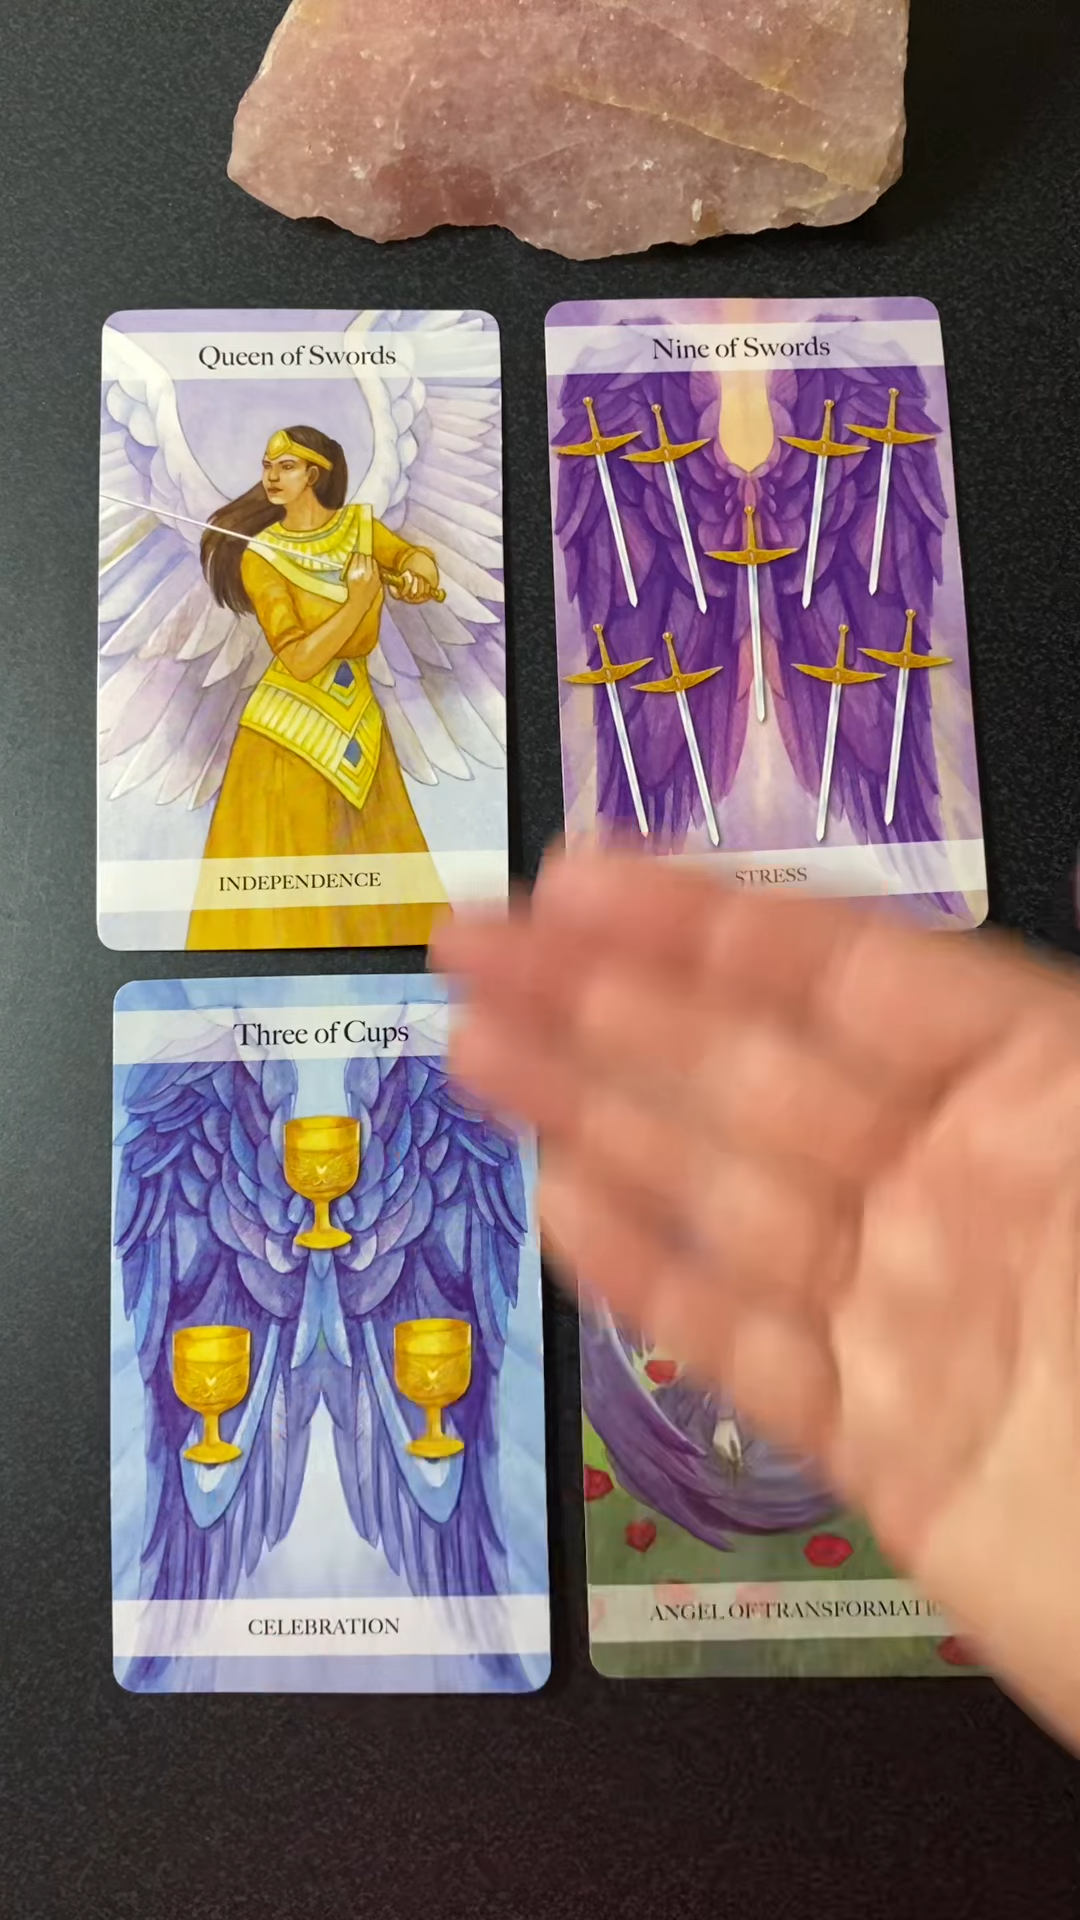 Queen of Swords
INDEPENDENCE
Nine of Swords
STRESS
Three of Cups
CELEBRATION
ANGEL OF